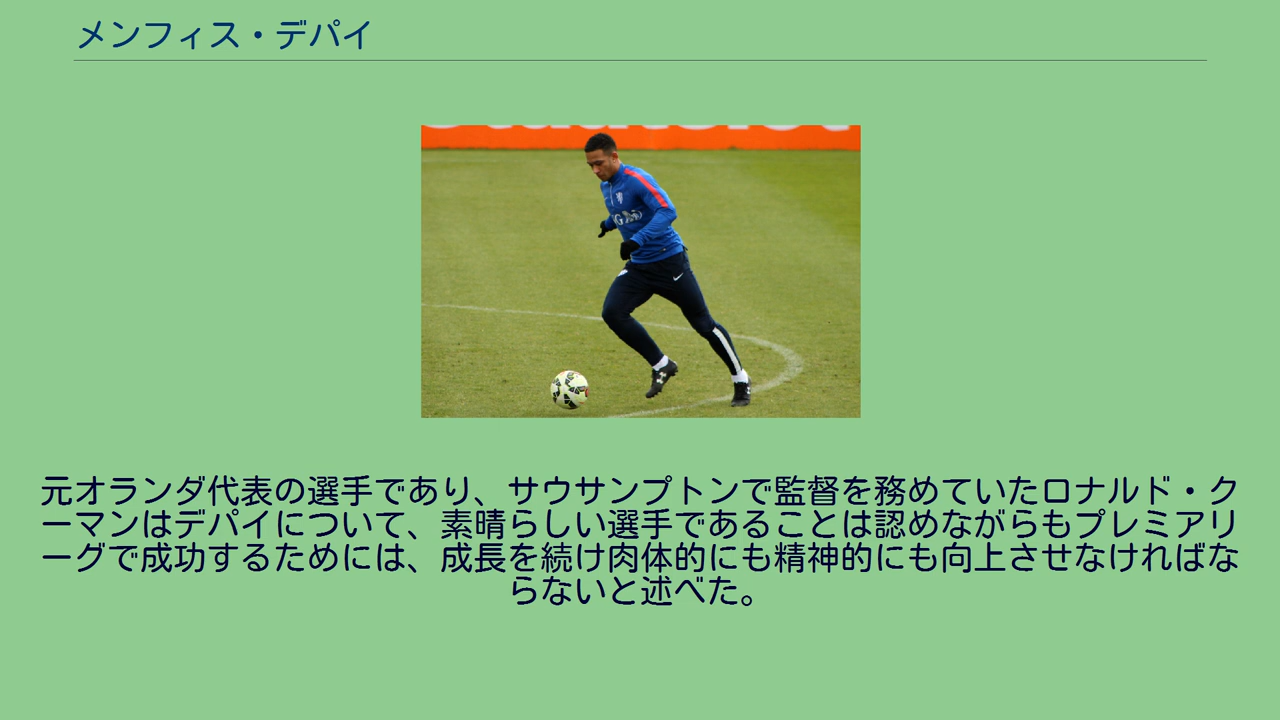 メンフィス・デパイ
元オランダ代表の選手であり、サウサンプトンで監督を務めていたロナルド・ク
ーマンはデパイについて、素晴らしい選手であることは認めながらもプレミアリ
ーグで成功するためには、成長を続け肉体的にも精神的にも向上させなければな
らないと述べた。